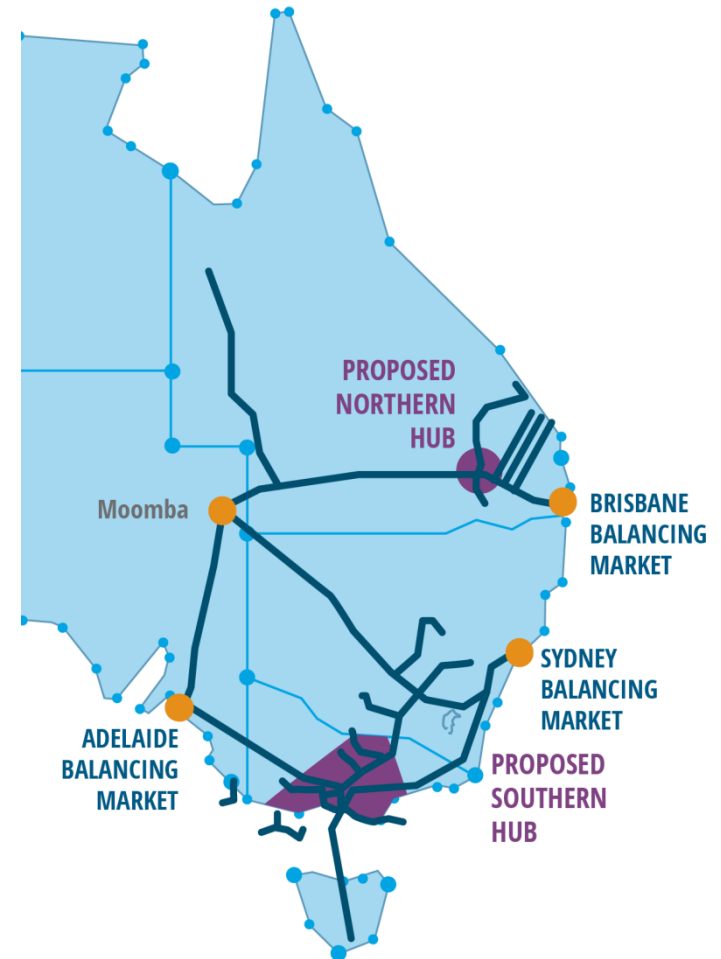 PROPOSED
NORTHERN
HUB
Moomba
BRISBANE
BALANCING
MARKET
SYDNEY
BALANCING
MARKET
ADELAIDE
BALANCING
MARKET
PROPOSED
SOUTHERN
HUB